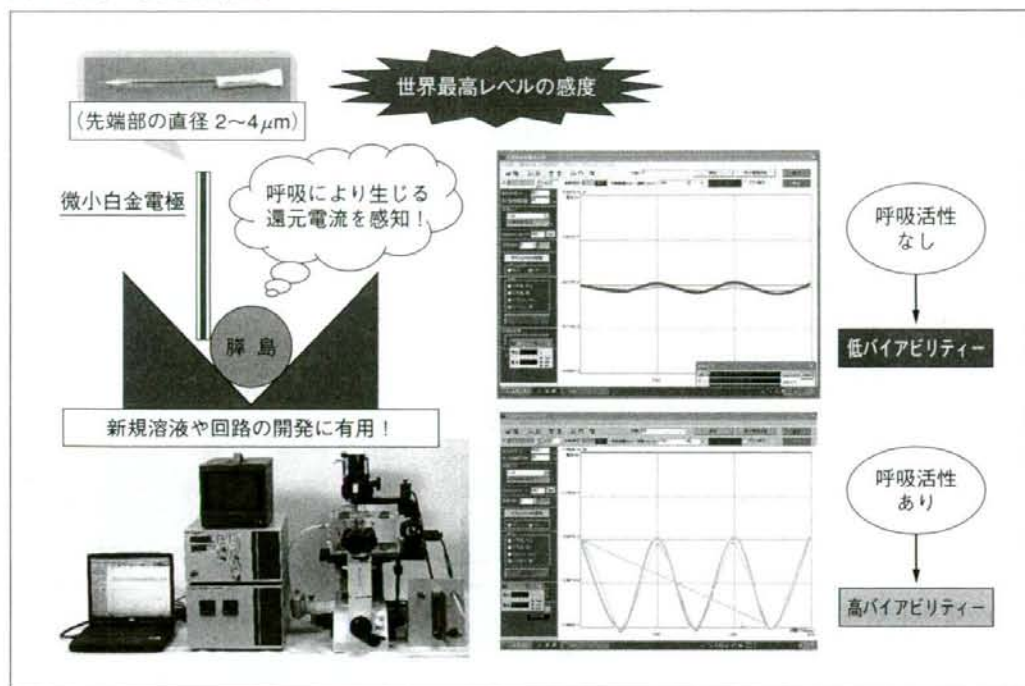 世界最高レベルの感度
(先端部の直径 2〜4μm)
微小白金電極
呼吸により生じる
還元電流を感知！
膵島
新規溶液や回路の開発に有用！
呼吸活性
なし
低バイアビリティー
呼吸活性
あり
高バイアビリティー